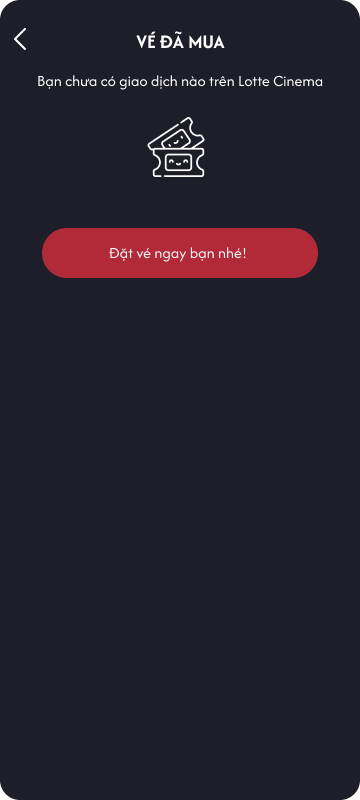 VÉ ĐÃ MUA
Bạn chưa có giao dịch nào trên Lotte Cinema
Đặt vé ngay bạn nhé!